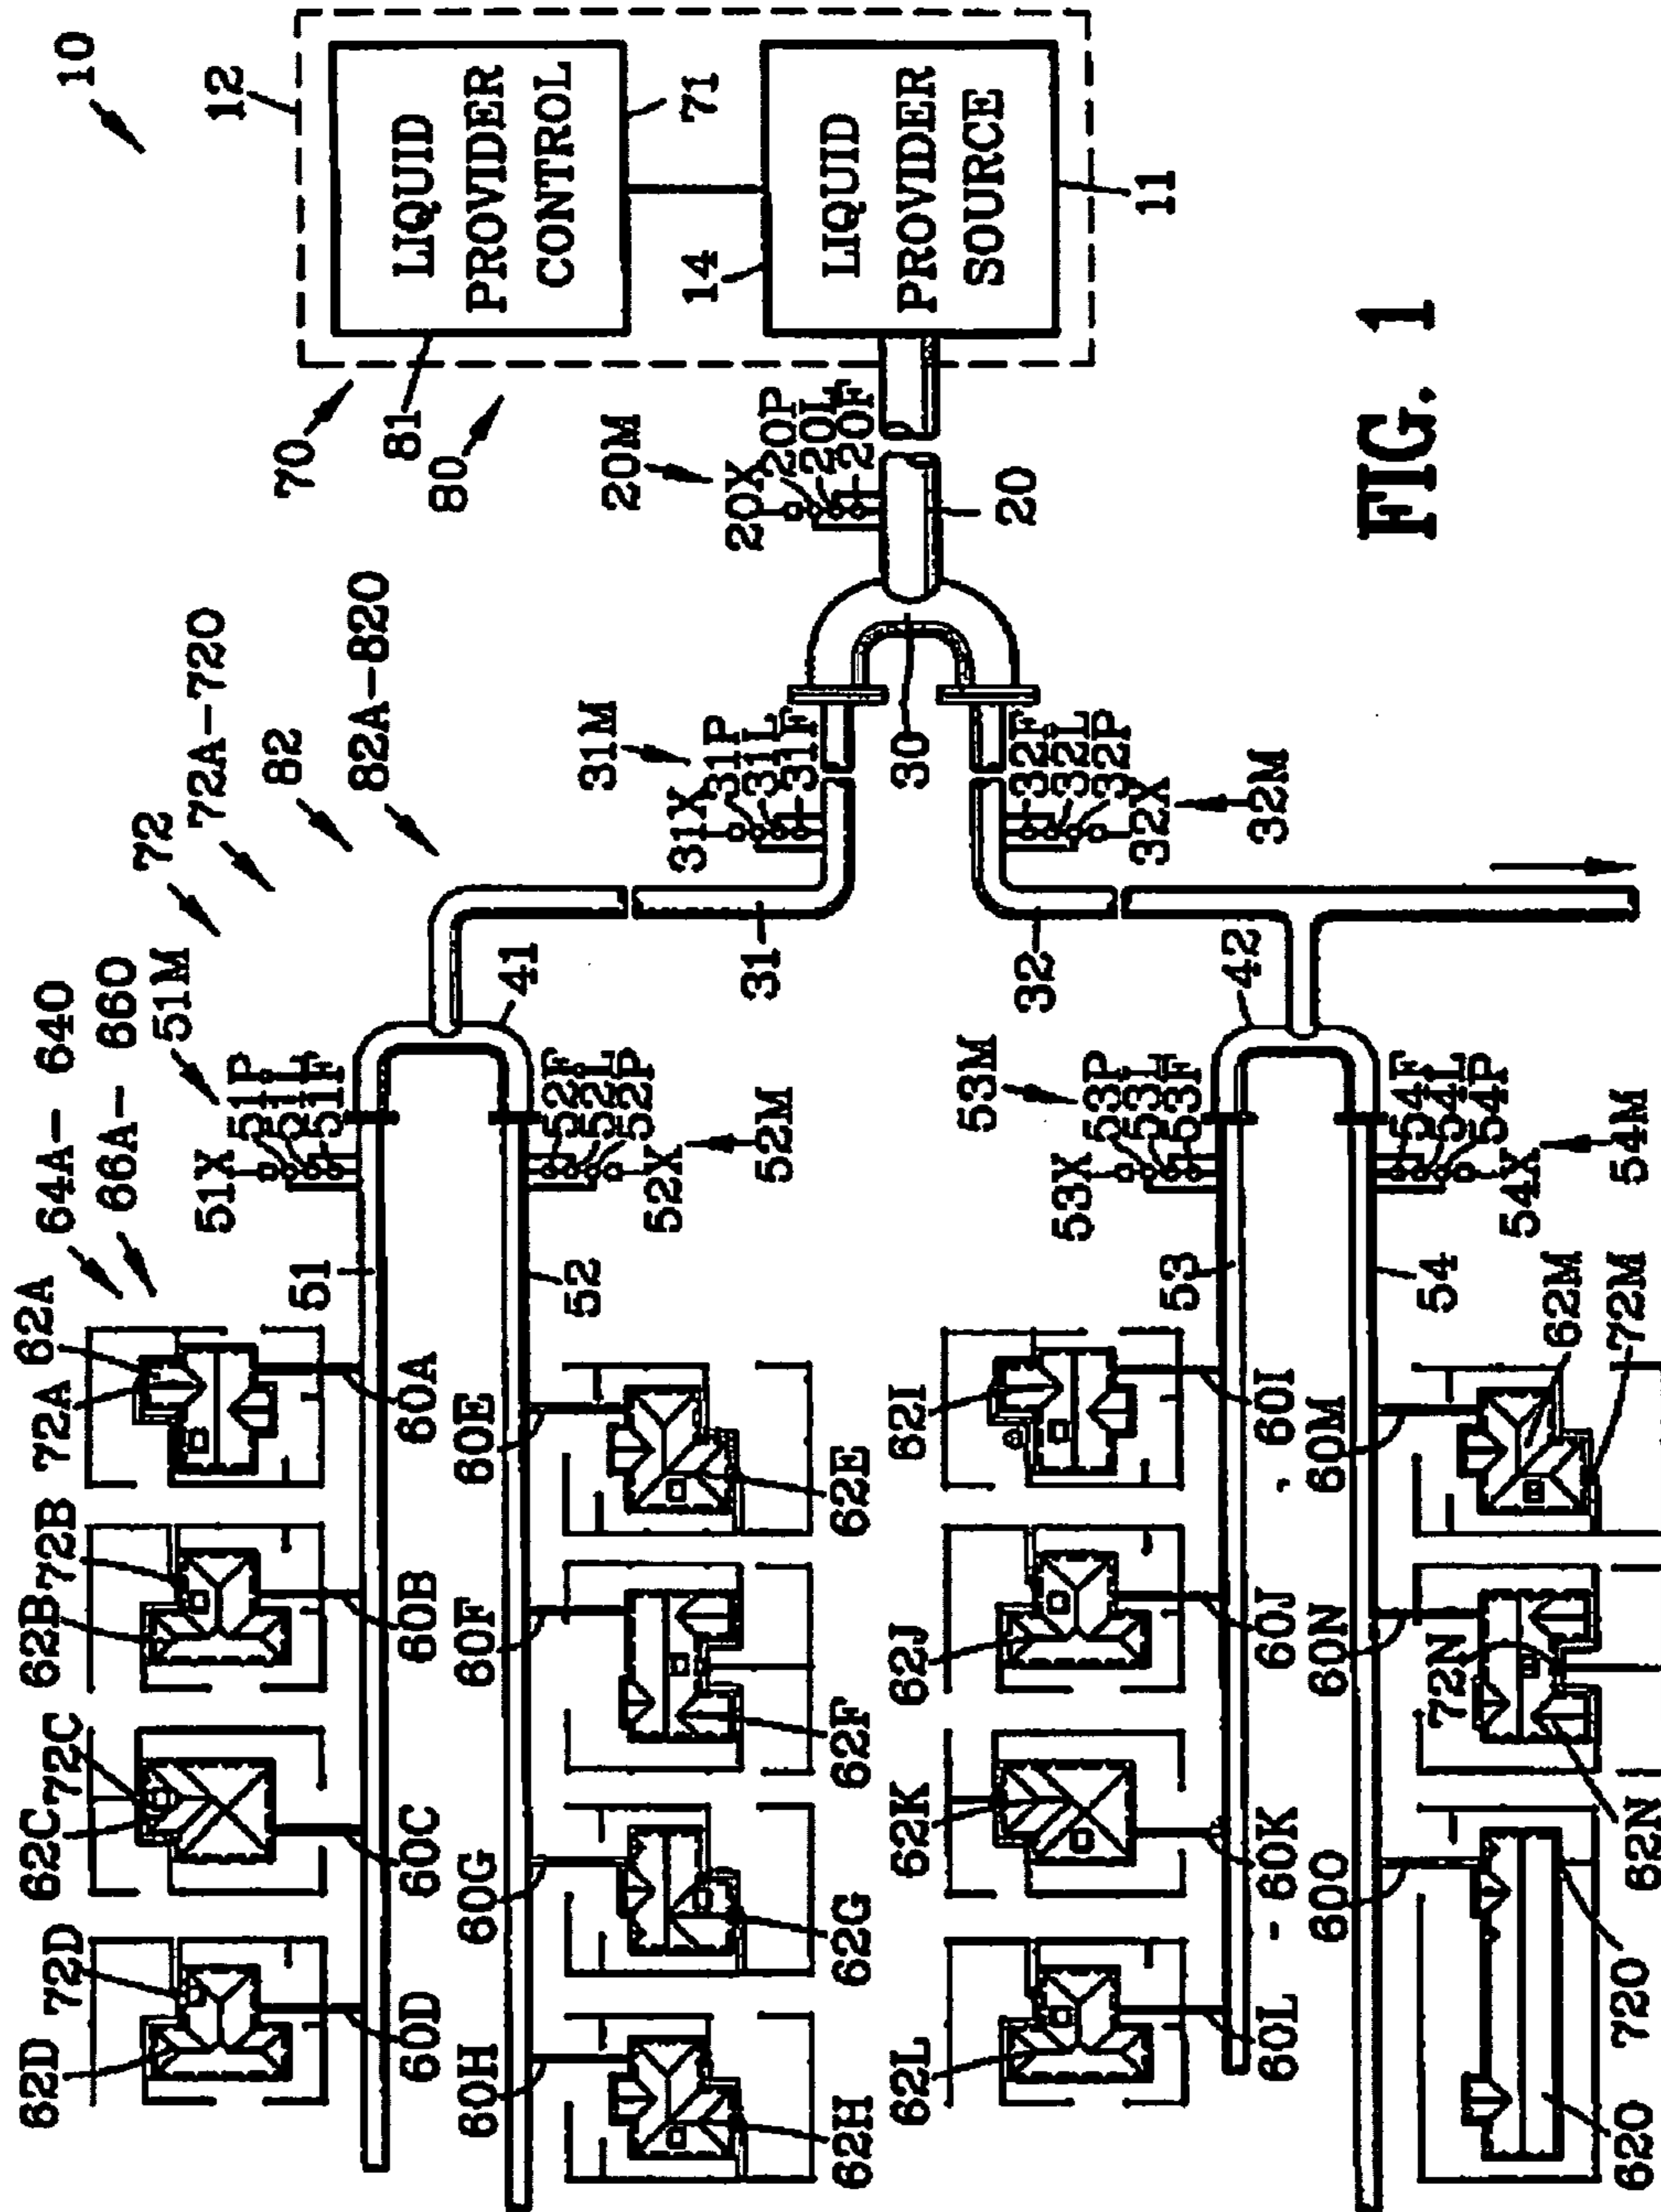 10
12
LIQUID
PROVIDER
CONTROL
71
81
70
80
14
LIQUID
PROVIDER
SOURCE
11
20M
20X
20P
20L
20F
20
30
31M
31X
31P
31L
31F
31
32F
32L
32P
32X
32M
32
82A-82O
82
72A-72O
72
41
42
64A- 64O
66A- 66O
51M
51X
51P
51L
51F
51
52F
52L
52P
52X
52M
52
53M
53X
53P
53L
53F
53
54F
54L
54P
54X
54M
54
62D
72D
62C
72C
62B
72B
72A
62A
60D
60C
60B
60A
60H
60G
60F
60E
62H
62G
62F
62E
62L
62K
62J
62I
60L
60K
60J
60I
60O
60N
60M
62O
72O
62N
72N
62M
72M
FIG. 1